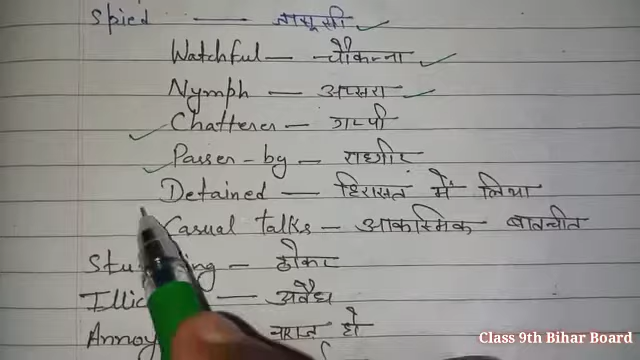 Spied — जासूसी
Watchful — चौकन्ना
Nymph — अप्सरा
Chatterer — गप्पी
Passer-by — राहगीर
Detained — हिरासत में लिया
Casual talks — आकस्मिक बातचीत
— ठोकर
— अवैध
हो
Class 9th Bihar Board